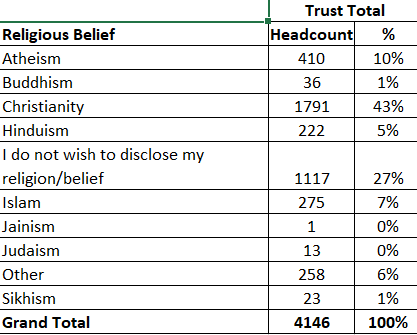 Trust Total
Religious Belief Headcount %
Atheism 410 10%
Buddhism 36 1%
Christianity 1791 43%
Hinduism 222 5%
I do not wish to disclose my
religion/belief 1117 27%
Islam 275 7%
Jainism 1 0%
Judaism 13 0%
Other 258 6%
Sikhism 23 1%
Grand Total 4146 100%